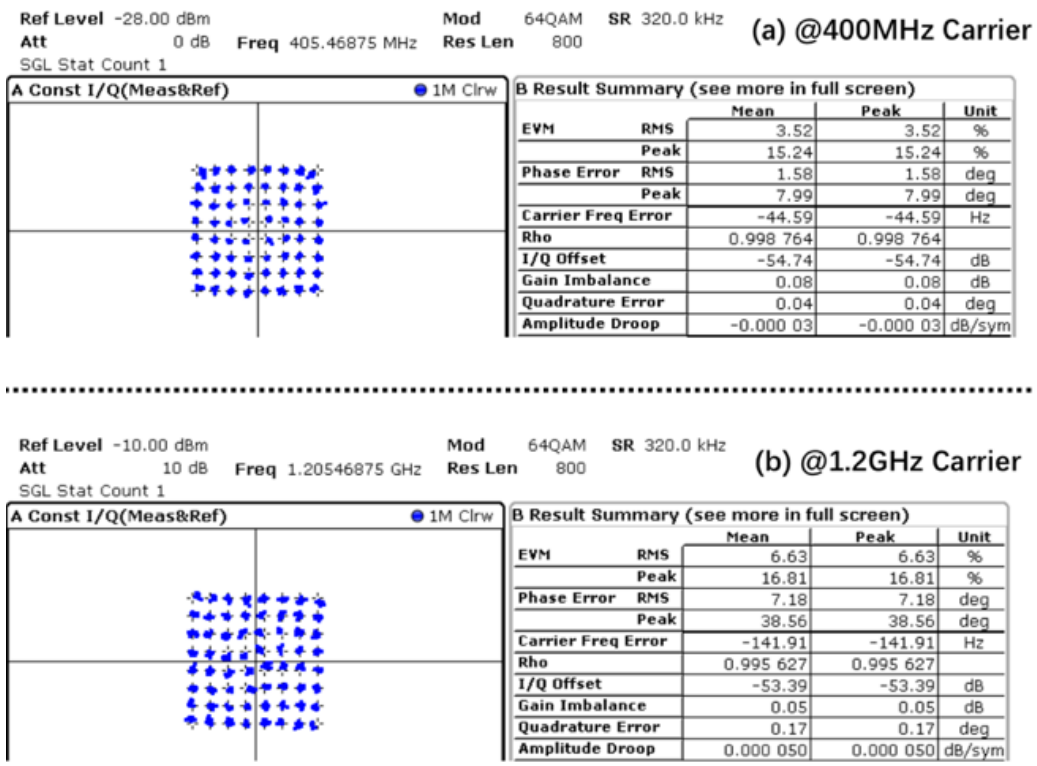 Ref Level -28.00 dBm Mod 64QAM SR 320.0 kHz
(a) @400MHz Carrier
Att 0 dB Freq 405.46875 MHz Res Len 800
SGL Stat Count 1
A Const I/Q(Meas&Ref) 1M Clrw
B Result Summary (see more in full screen)
Mean Peak Unit
EVM RMS 3.52 3.52 %
Peak 15.24 15.24 %
Phase Error RMS 1.58 1.58 deg
Peak 7.99 7.99 deg
Carrier Freq Error -44.59 -44.59 Hz
Rho 0.998 764 0.998 764
I/Q Offset -54.74 -54.74 dB
Gain Imbalance 0.08 0.08 dB
Quadrature Error 0.04 0.04 deg
Amplitude Droop -0.000 03 -0.000 03 dB/sym
Ref Level -10.00 dBm Mod 64QAM SR 320.0 kHz
(b) @1.2GHz Carrier
Att 10 dB Freq 1.20546875 GHz Res Len 800
SGL Stat Count 1
A Const I/Q(Meas&Ref) 1M Clrw
B Result Summary (see more in full screen)
Mean Peak Unit
EVM RMS 6.63 6.63 %
Peak 16.81 16.81 %
Phase Error RMS 7.18 7.18 deg
Peak 38.56 38.56 deg
Carrier Freq Error -141.91 -141.91 Hz
Rho 0.995 627 0.995 627
I/Q Offset -53.39 -53.39 dB
Gain Imbalance 0.05 0.05 dB
Quadrature Error 0.17 0.17 deg
Amplitude Droop 0.000 050 0.000 050 dB/sym